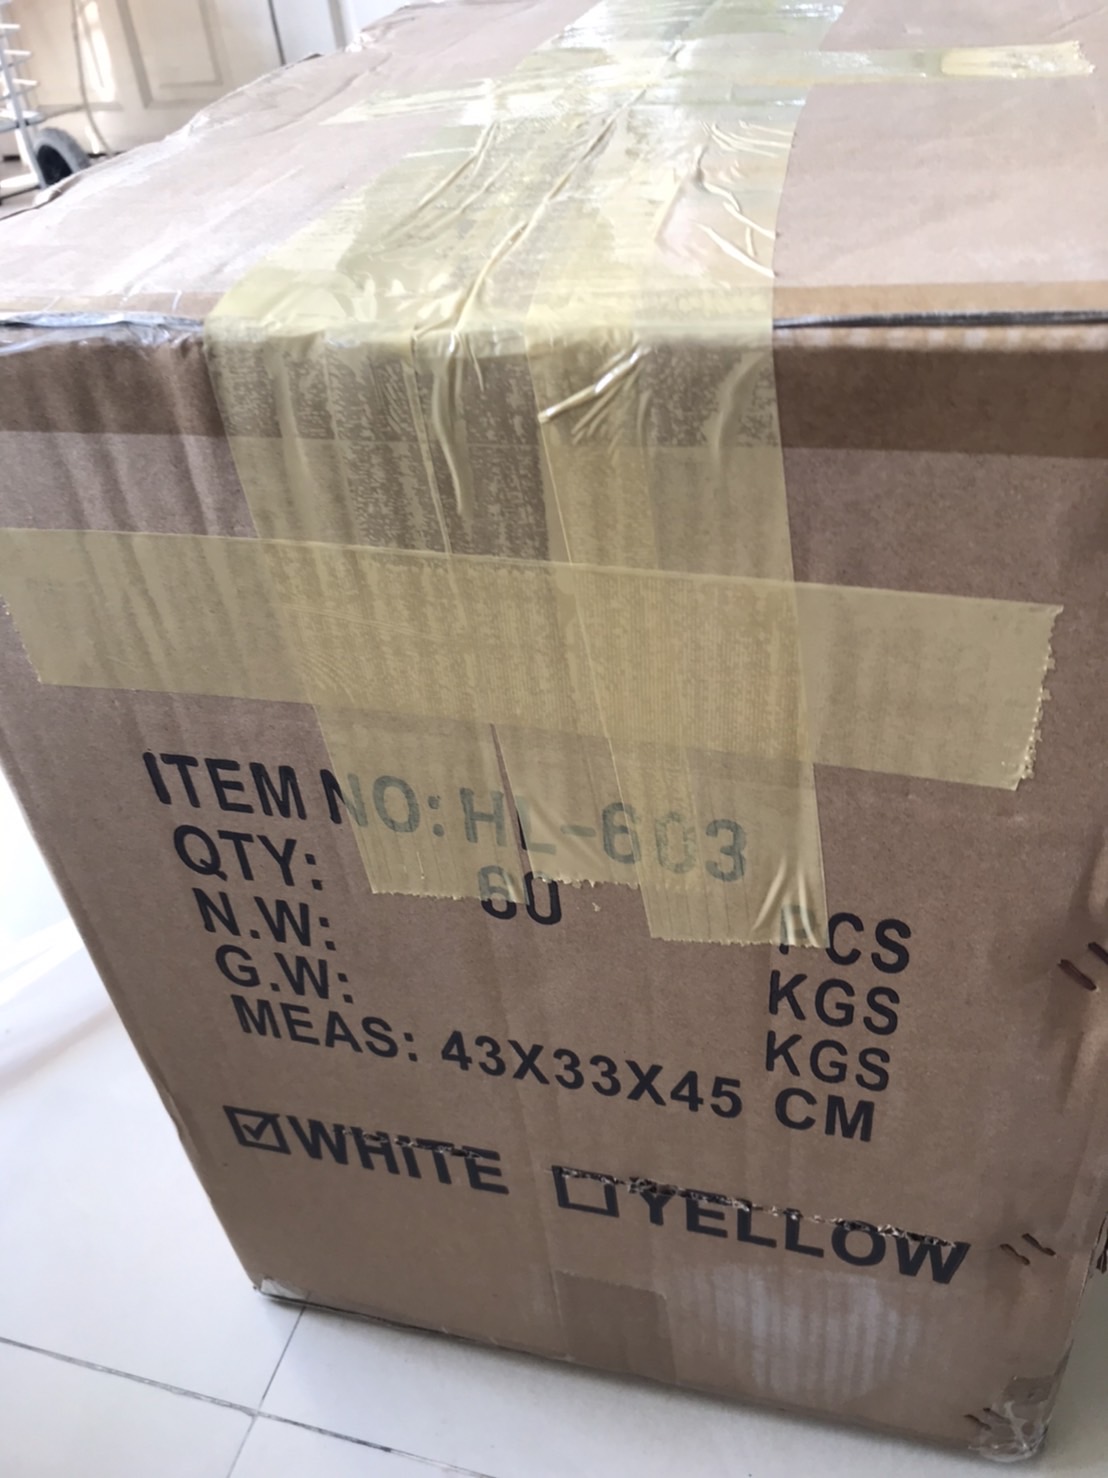 ITEM NO: HL-603
QTY: 60 PCS
N.W: KGS
G.W: KGS
MEAS: 43X33X45 CM
☑WHITE ☐YELLOW